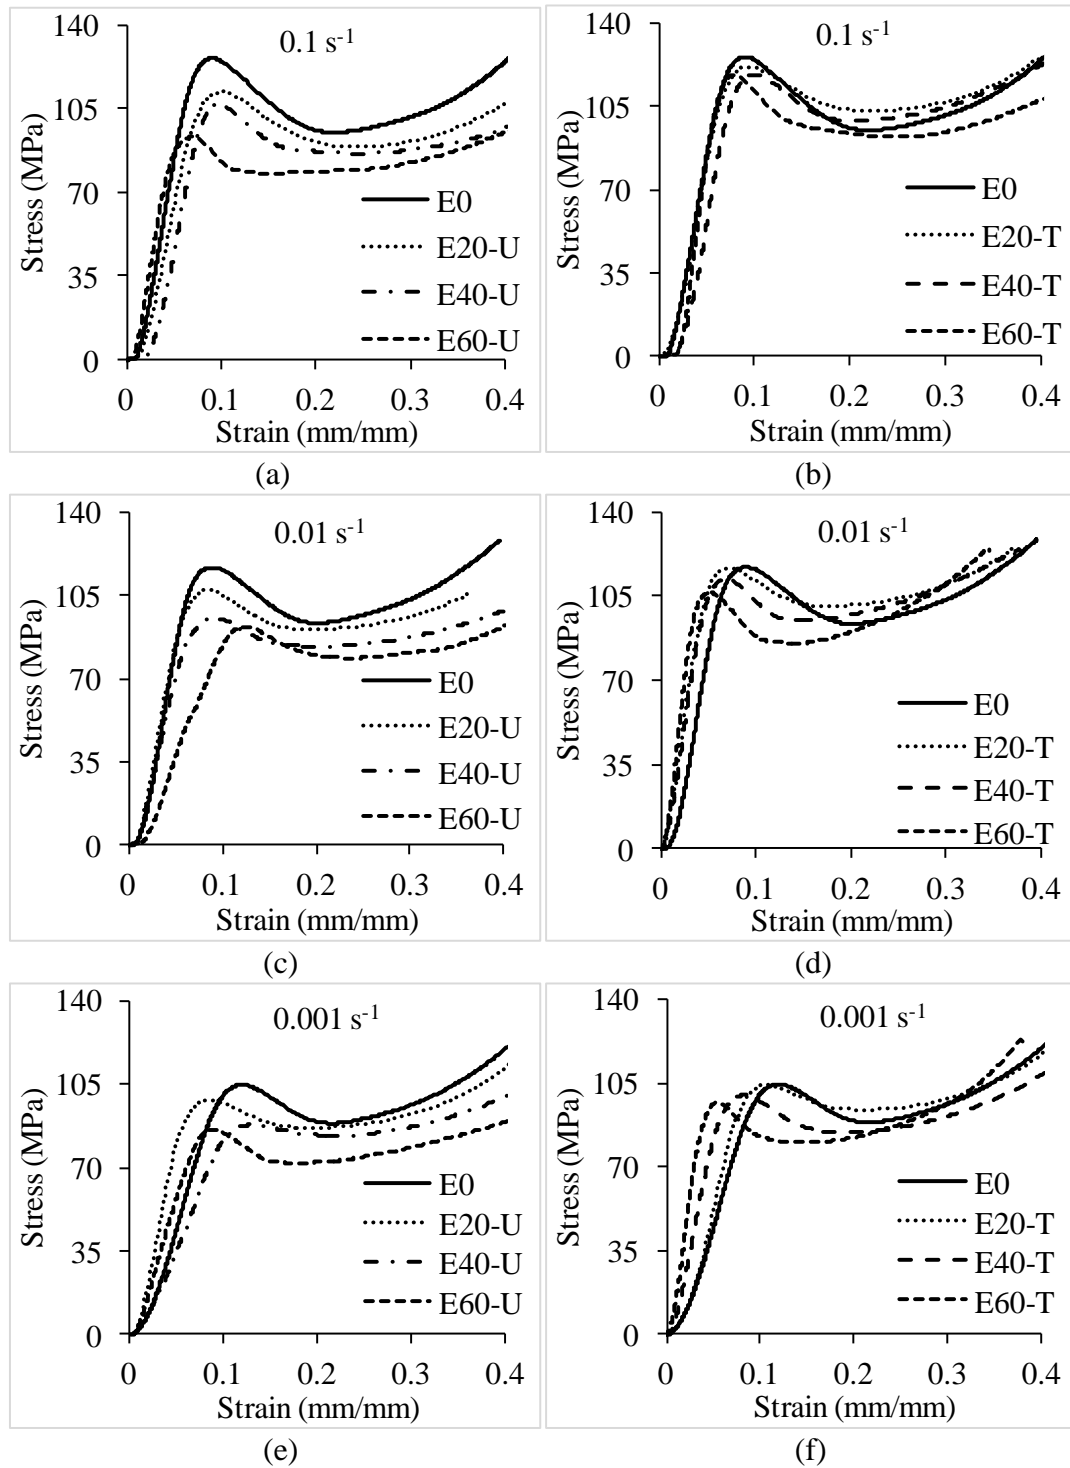 140
0.1 s-1
105
Stress (MPa)
70
E0
E20-U
35
E40-U
E60-U
0
0 0.1 0.2 0.3 0.4
Strain (mm/mm)
(a)
140
0.1 s-1
105
Stress (MPa)
70
E0
E20-T
35
E40-T
E60-T
0
0 0.1 0.2 0.3 0.4
Strain (mm/mm)
(b)
140
0.01 s-1
105
Stress (MPa)
70
E0
E20-U
35
E40-U
E60-U
0
0 0.1 0.2 0.3 0.4
Strain (mm/mm)
(c)
140
0.01 s-1
105
Stress (MPa)
70
E0
E20-T
35
E40-T
E60-T
0
0 0.1 0.2 0.3 0.4
Strain (mm/mm)
(d)
140
0.001 s-1
105
Stress (MPa)
70
E0
E20-U
35
E40-U
E60-U
0
0 0.1 0.2 0.3 0.4
Strain (mm/mm)
(e)
140
0.001 s-1
105
Stress (MPa)
70
E0
E20-T
35
E40-T
E60-T
0
0 0.1 0.2 0.3 0.4
Strain (mm/mm)
(f)